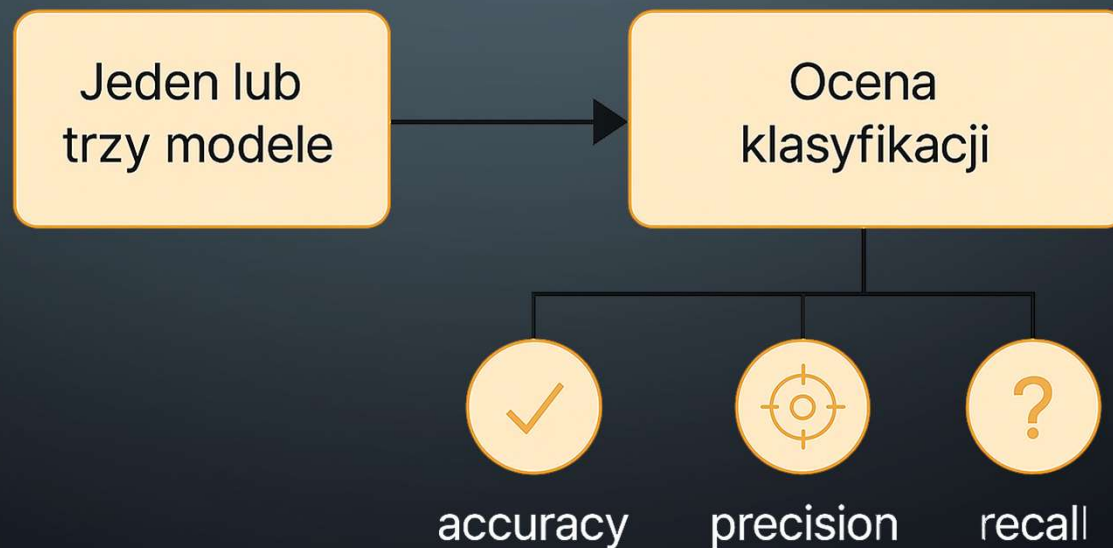 Jeden lub
trzy modele
Ocena
klasyfikacji
?
accuracy
precision
recall